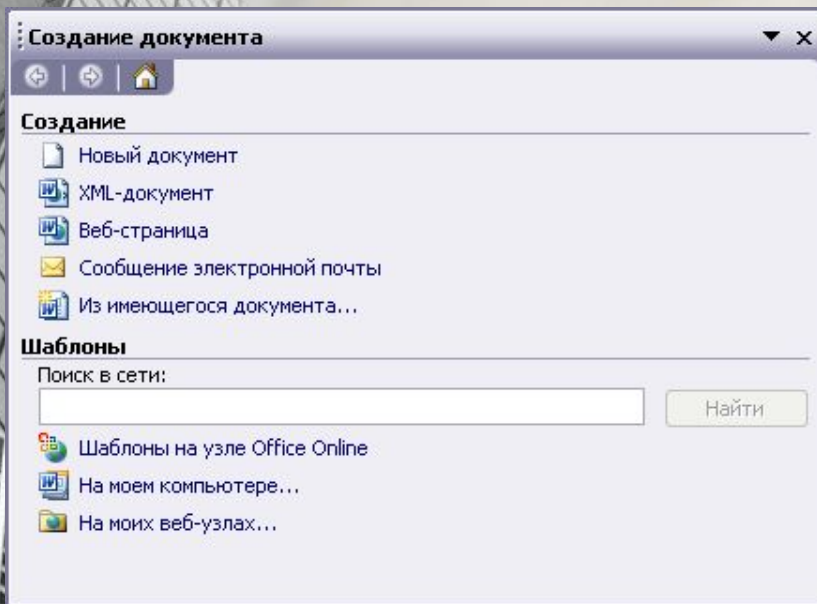 Создание документа
Создание
Новый документ
XML-документ
Веб-страница
Сообщение электронной почты
Из имеющегося документа...
Шаблоны
Поиск в сети:
Найти
Шаблоны на узле Office Online
На моем компьютере...
На моих веб-узлах...